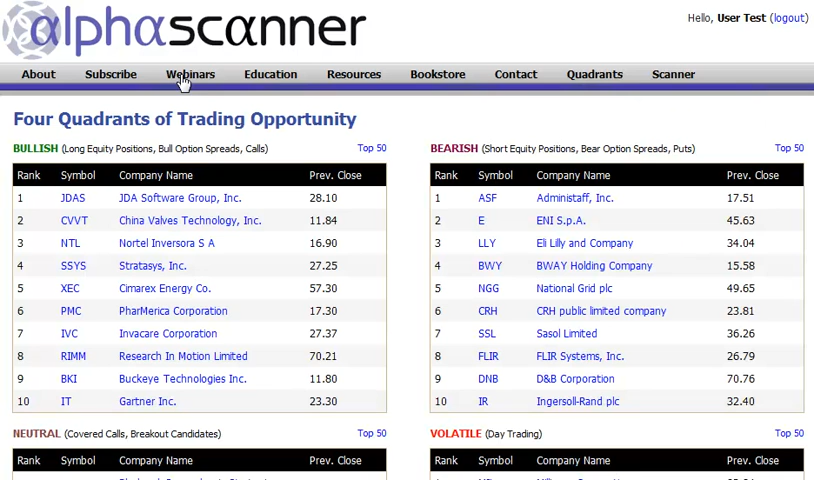 alphascanner
Hello, User Test (logout)
About Subscribe Webinars Education Resources Bookstore Contact Quadrants Scanner
Four Quadrants of Trading Opportunity
BULLISH (Long Equity Positions, Bull Option Spreads, Calls) Top 50
Rank Symbol Company Name Prev. Close
1 JDAS JDA Software Group, Inc. 28.10
2 CVVT China Valves Technology, Inc. 11.84
3 NTL Nortel Inversora S A 16.90
4 SSYS Stratasys, Inc. 27.25
5 XEC Cimarex Energy Co. 57.30
6 PMC PharMerica Corporation 17.30
7 IVC Invacare Corporation 27.37
8 RIMM Research In Motion Limited 70.21
9 BKI Buckeye Technologies Inc. 11.80
10 IT Gartner Inc. 23.30
BEARISH (Short Equity Positions, Bear Option Spreads, Puts) Top 50
Rank Symbol Company Name Prev. Close
1 ASF Administaff, Inc. 17.51
2 E ENI S.p.A. 45.63
3 LLY Eli Lilly and Company 34.04
4 BWY BWAY Holding Company 15.58
5 NGG National Grid plc 49.65
6 CRH CRH public limited company 23.81
7 SSL Sasol Limited 36.26
8 FLIR FLIR Systems, Inc. 26.79
9 DNB D&B Corporation 70.76
10 IR Ingersoll-Rand plc 32.40
NEUTRAL (Covered Calls, Breakout Candidates) Top 50
Rank Symbol Company Name Prev. Close
VOLATILE (Day Trading) Top 50
Rank Symbol Company Name Prev. Close